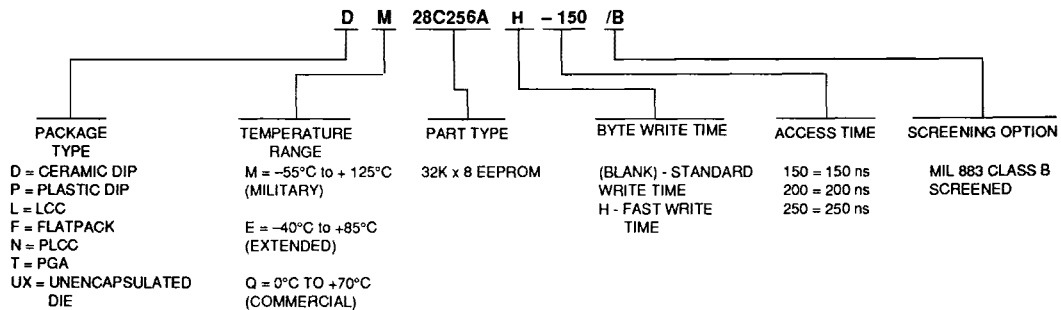 D M 28C256A H – 150 /B
PACKAGE TYPE
D = CERAMIC DIP
P = PLASTIC DIP
L = LCC
F = FLATPACK
N = PLCC
T = PGA
UX = UNENCAPSULATED
DIE
TEMPERATURE
RANGE
M = –55°C to + 125°C
(MILITARY)
E = –40°C to +85°C
(EXTENDED)
Q = 0°C TO +70°C
(COMMERCIAL)
PART TYPE
32K x 8 EEPROM
BYTE WRITE TIME
(BLANK) - STANDARD
WRITE TIME
H - FAST WRITE
TIME
ACCESS TIME
150 = 150 ns
200 = 200 ns
250 = 250 ns
SCREENING OPTION
MIL 883 CLASS B
SCREENED